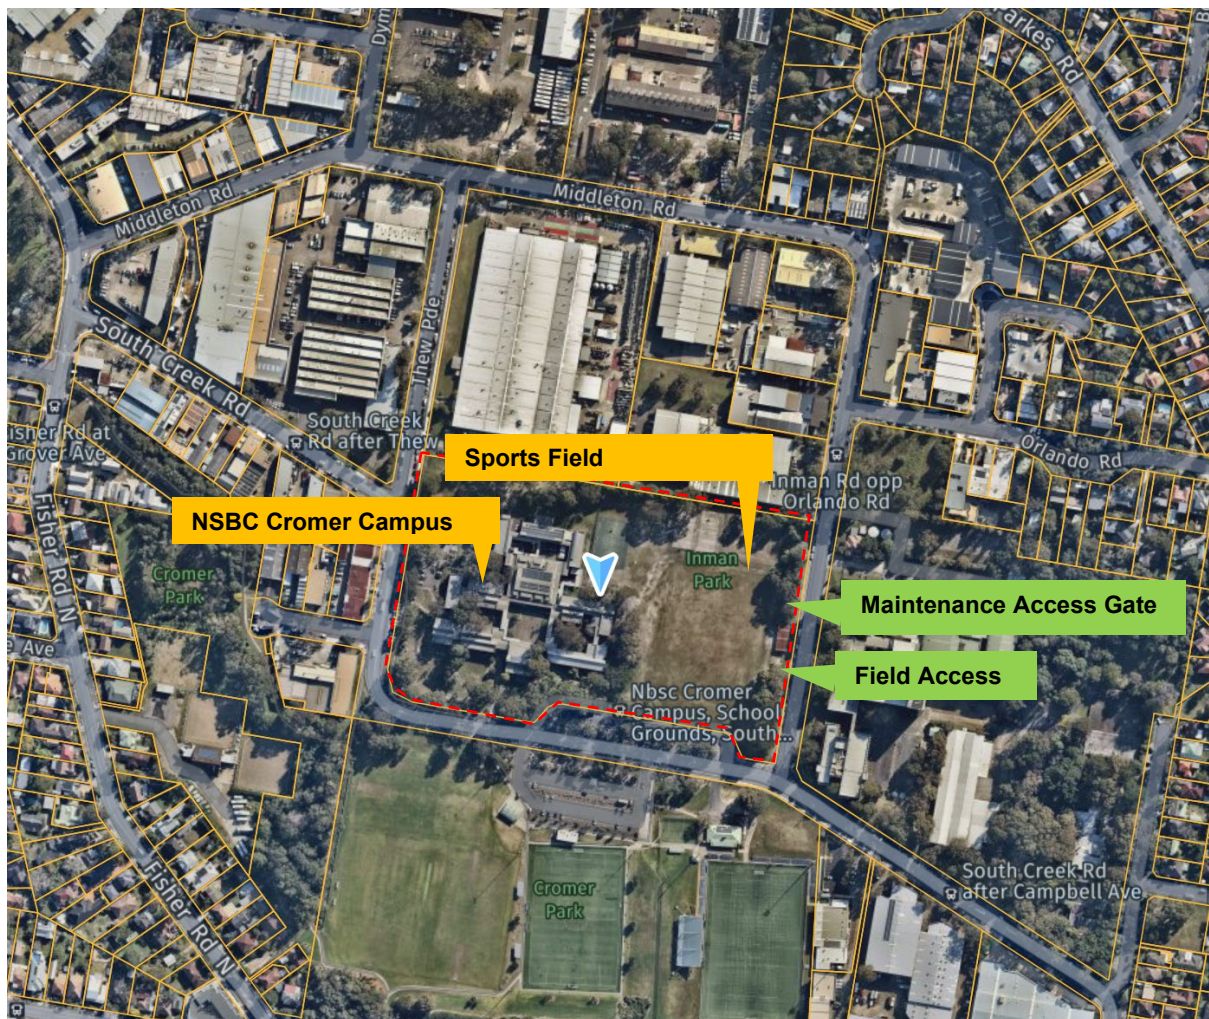 Parkes Rd
Dym
B
Middleton Rd
Middleton Rd
Thew Pde
South Creek Rd
South Creek
Rd after Thew
isher Rd at
Grover Ave
Orlando Rd
Sports Field
Inman Rd opp
Orlando Rd
NSBC Cromer Campus
Fisher Rd N
Cromer
Park
Inman
Park
Maintenance Access Gate
e Ave
Field Access
Nbsc Cromer
Campus, School
Grounds, South...
Fisher Rd N
Cromer
Park
South Creek Rd
after Campbell Ave